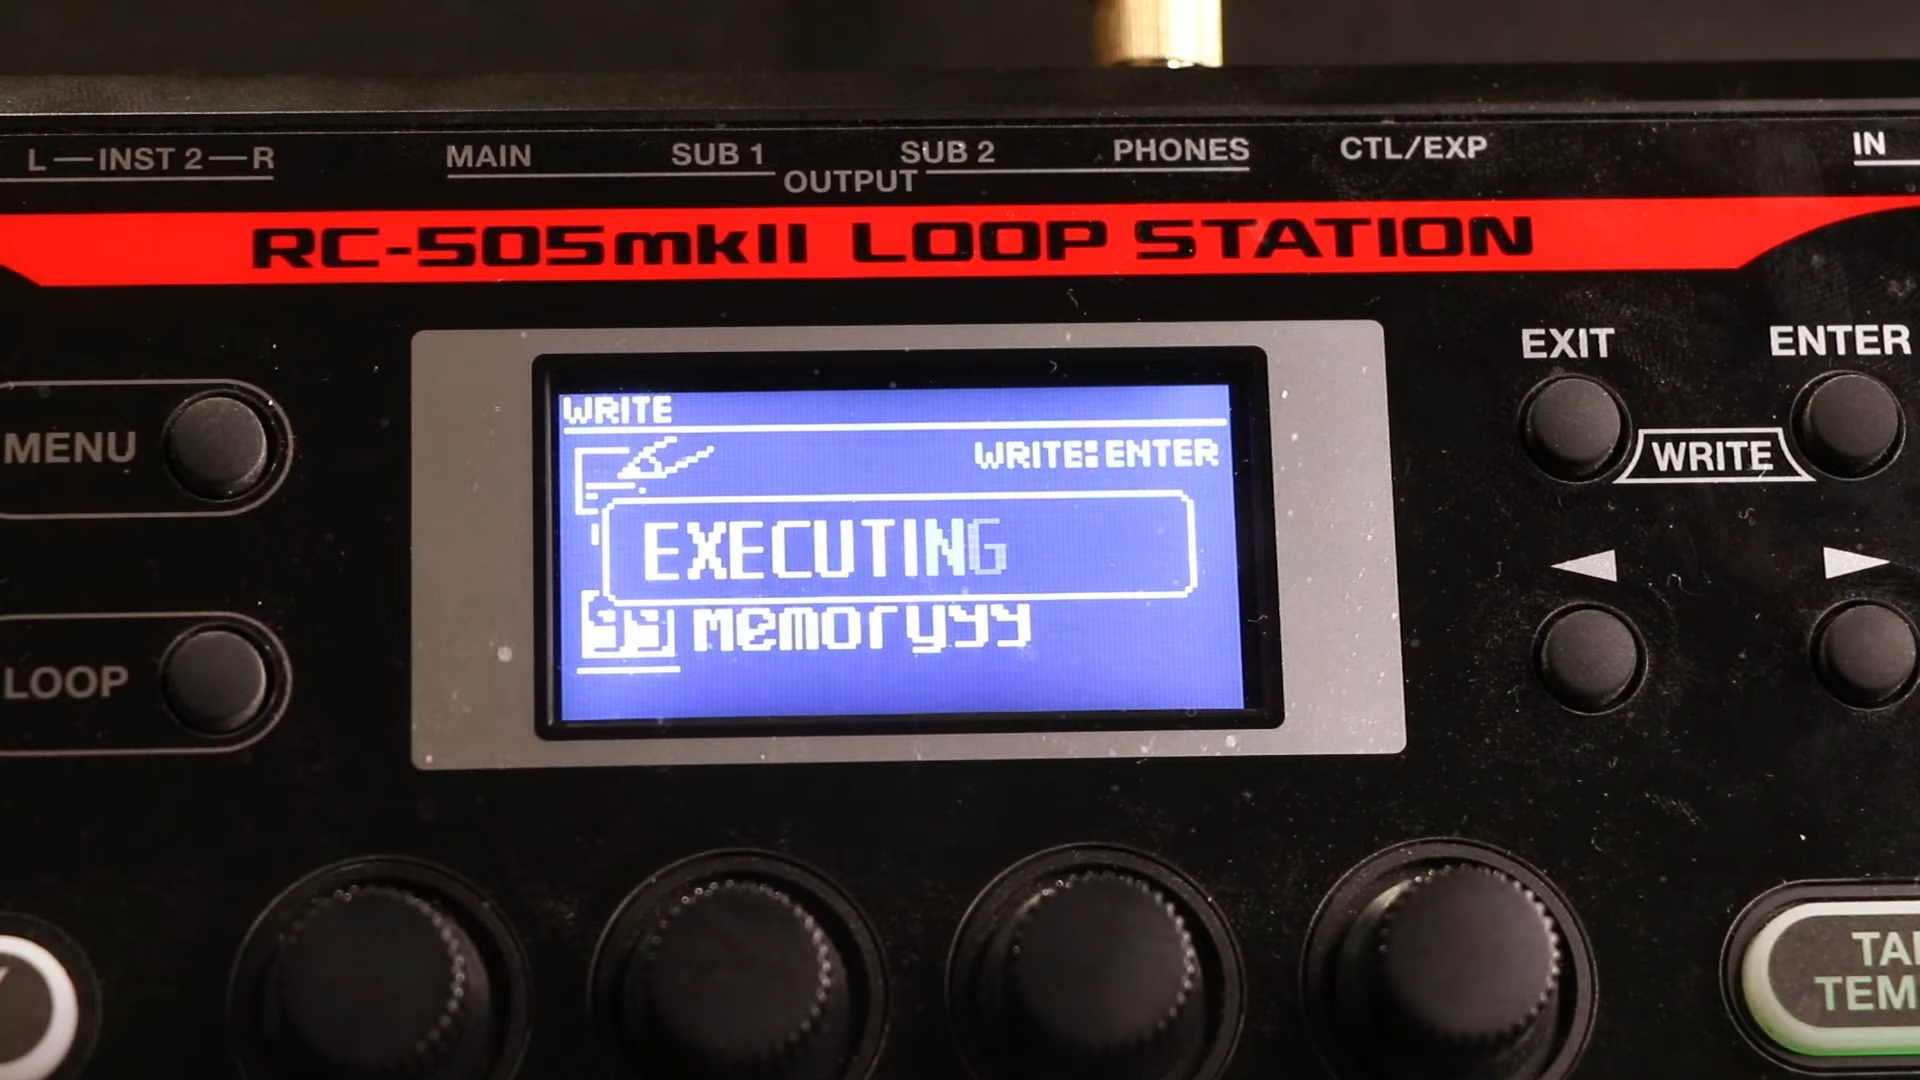 L INST 2 R
MAIN SUB 1 SUB 2 PHONES
OUTPUT
CTL/EXP
IN
RC-505mkII LOOP STATION
EXIT ENTER
WRITE
MENU
LOOP
WRITE
WRITE:ENTER
EXECUTING
memoryyy